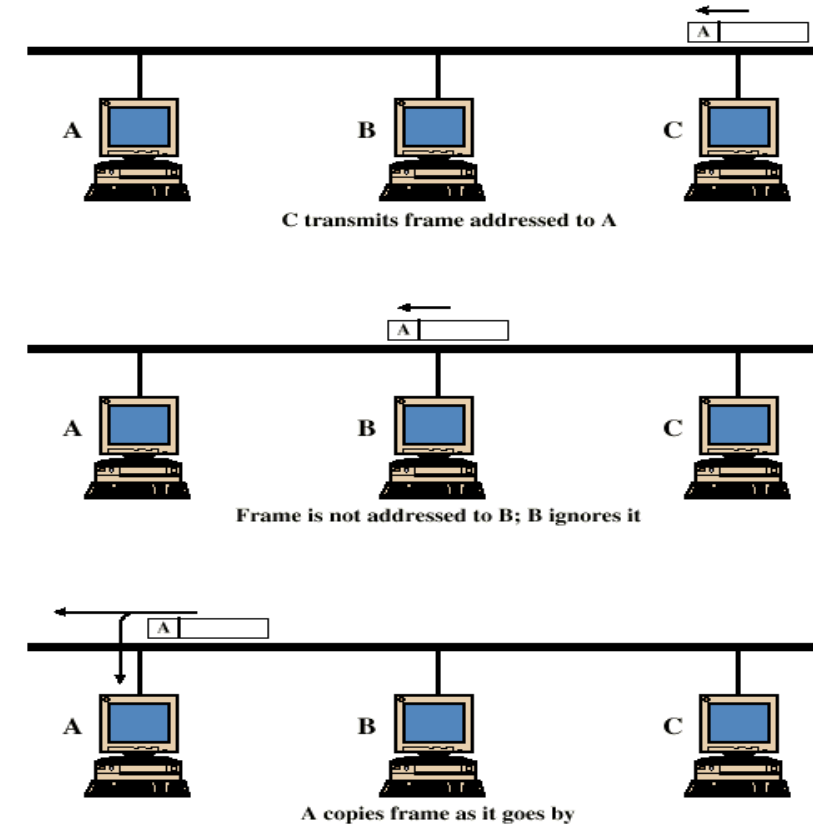 A
A B C
C transmits frame addressed to A
A
A B C
Frame is not addressed to B; B ignores it
A
A B C
A copies frame as it goes by